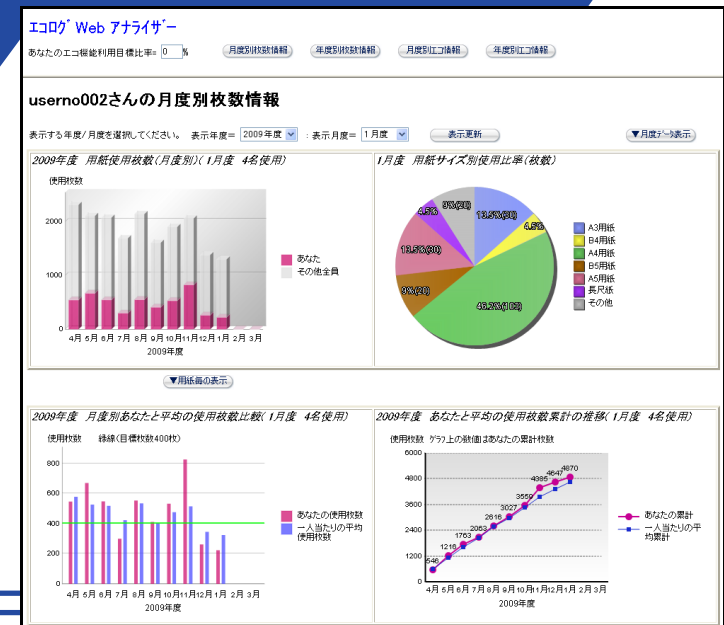 エコログ Web アナライザー
あなたのエコ機能利用目標比率= 0 %
月度別枚数情報 年度別枚数情報 月度別エコ情報 年度別エコ情報
userno002さんの月度別枚数情報
表示する年度/月度を選択してください。 表示年度= 2009年度 : 表示月度= 1月度 表示更新 ▼月度データ表示
2009年度 用紙使用枚数(月度別)( 1月度 4名使用)
使用枚数
2000
1000
0
4月 5月 6月 7月 8月 9月 10月 11月 12月 1月 2月 3月
2009年度
あなた
その他全員
▼用紙毎の表示
1月度 用紙サイズ別使用比率(枚数)
9%(20)
13.5%(30)
4.5%
4.5%
13.5%(30)
9%(20)
A3用紙
B4用紙
A4用紙
B5用紙
A5用紙
長尺紙
その他
2009年度 月度別あなたと平均の使用枚数比較( 1月度 4名使用)
使用枚数 緑線(目標枚数400枚)
800
600
400
200
0
4月 5月 6月 7月 8月 9月 10月 11月 12月 1月 2月 3月
2009年度
あなたの使用枚数
一人当たりの平均
使用枚数
2009年度 あなたと平均の使用枚数累計の推移( 1月度 4名使用)
使用枚数 グラフ上の数値はあなたの累計枚数
6000
4800
3600
2400
1200
0
546
1216
1763
2063
2616
3027
3559
4385
4647
4870
4月 5月 6月 7月 8月 9月 10月 11月 12月 1月 2月 3月
2009年度
あなたの累計
一人当たりの平
均累計